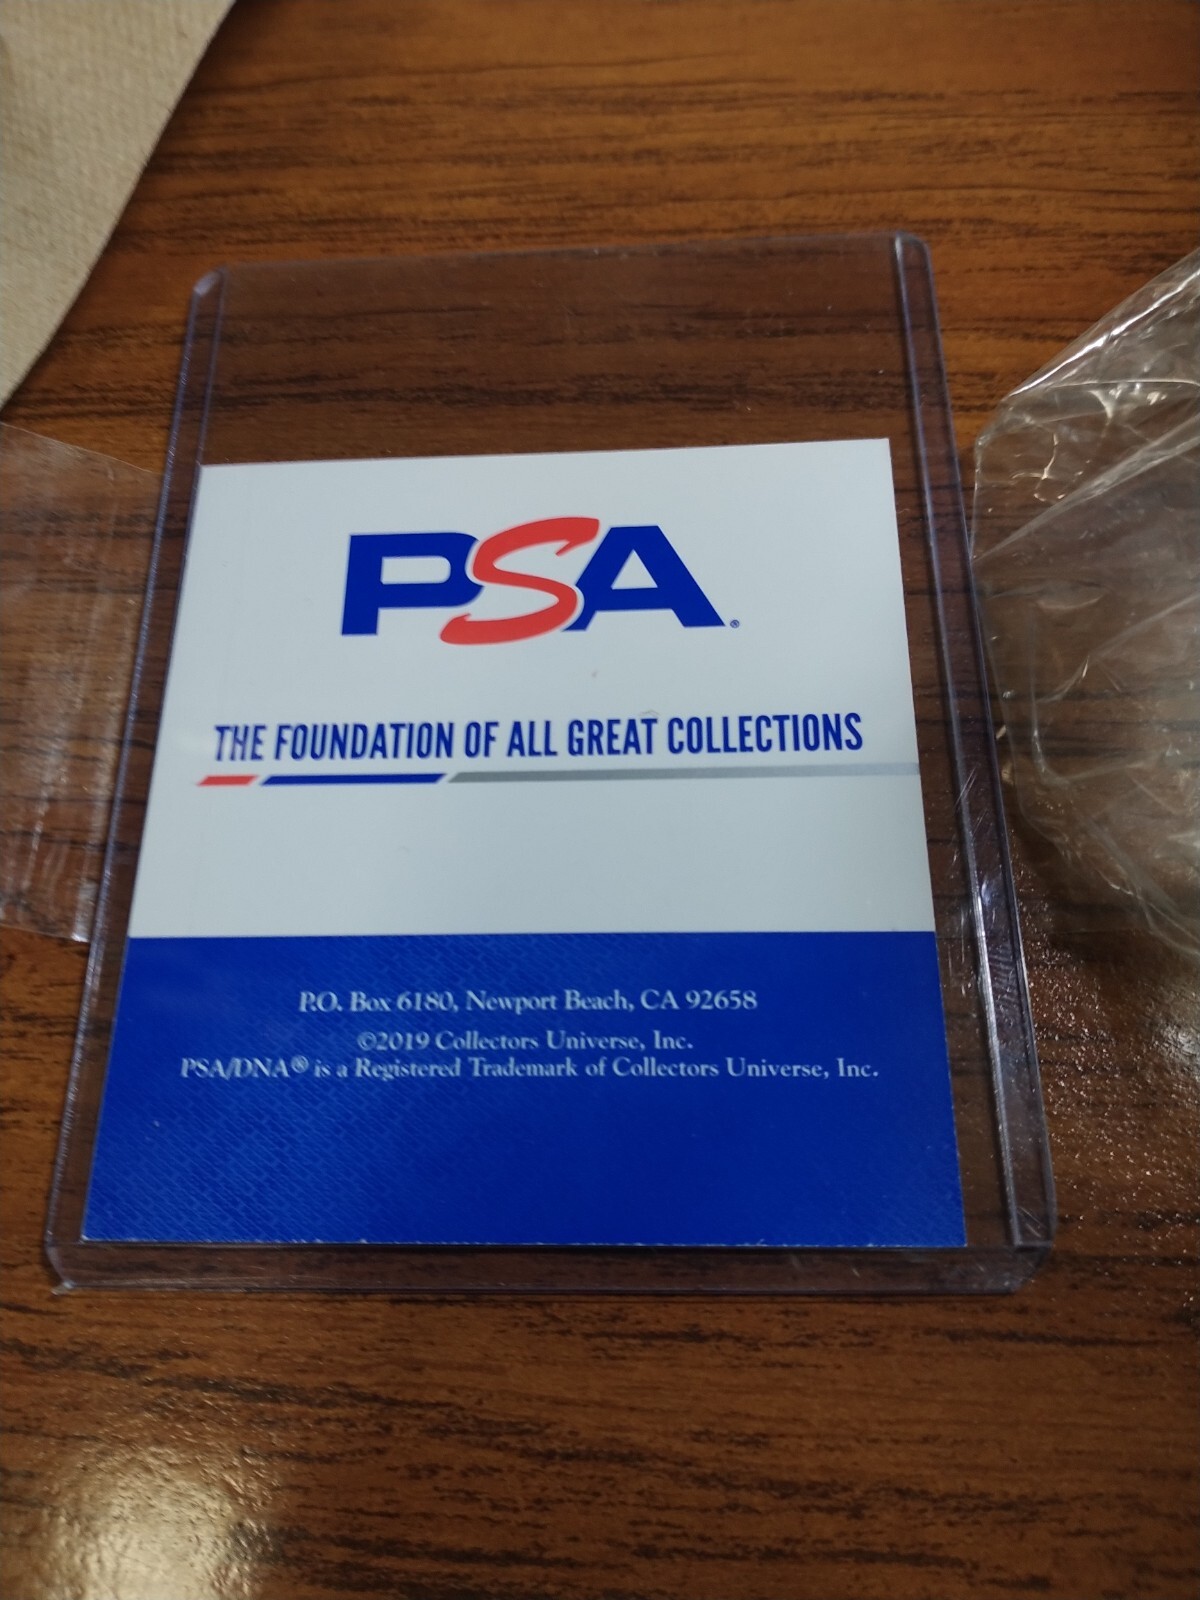 PSA®
THE FOUNDATION OF ALL GREAT COLLECTIONS
P.O. Box 6180, Newport Beach, CA 92658
©2019 Collectors Universe, Inc.
PSA/DNA® is a Registered Trademark of Collectors Universe, Inc.